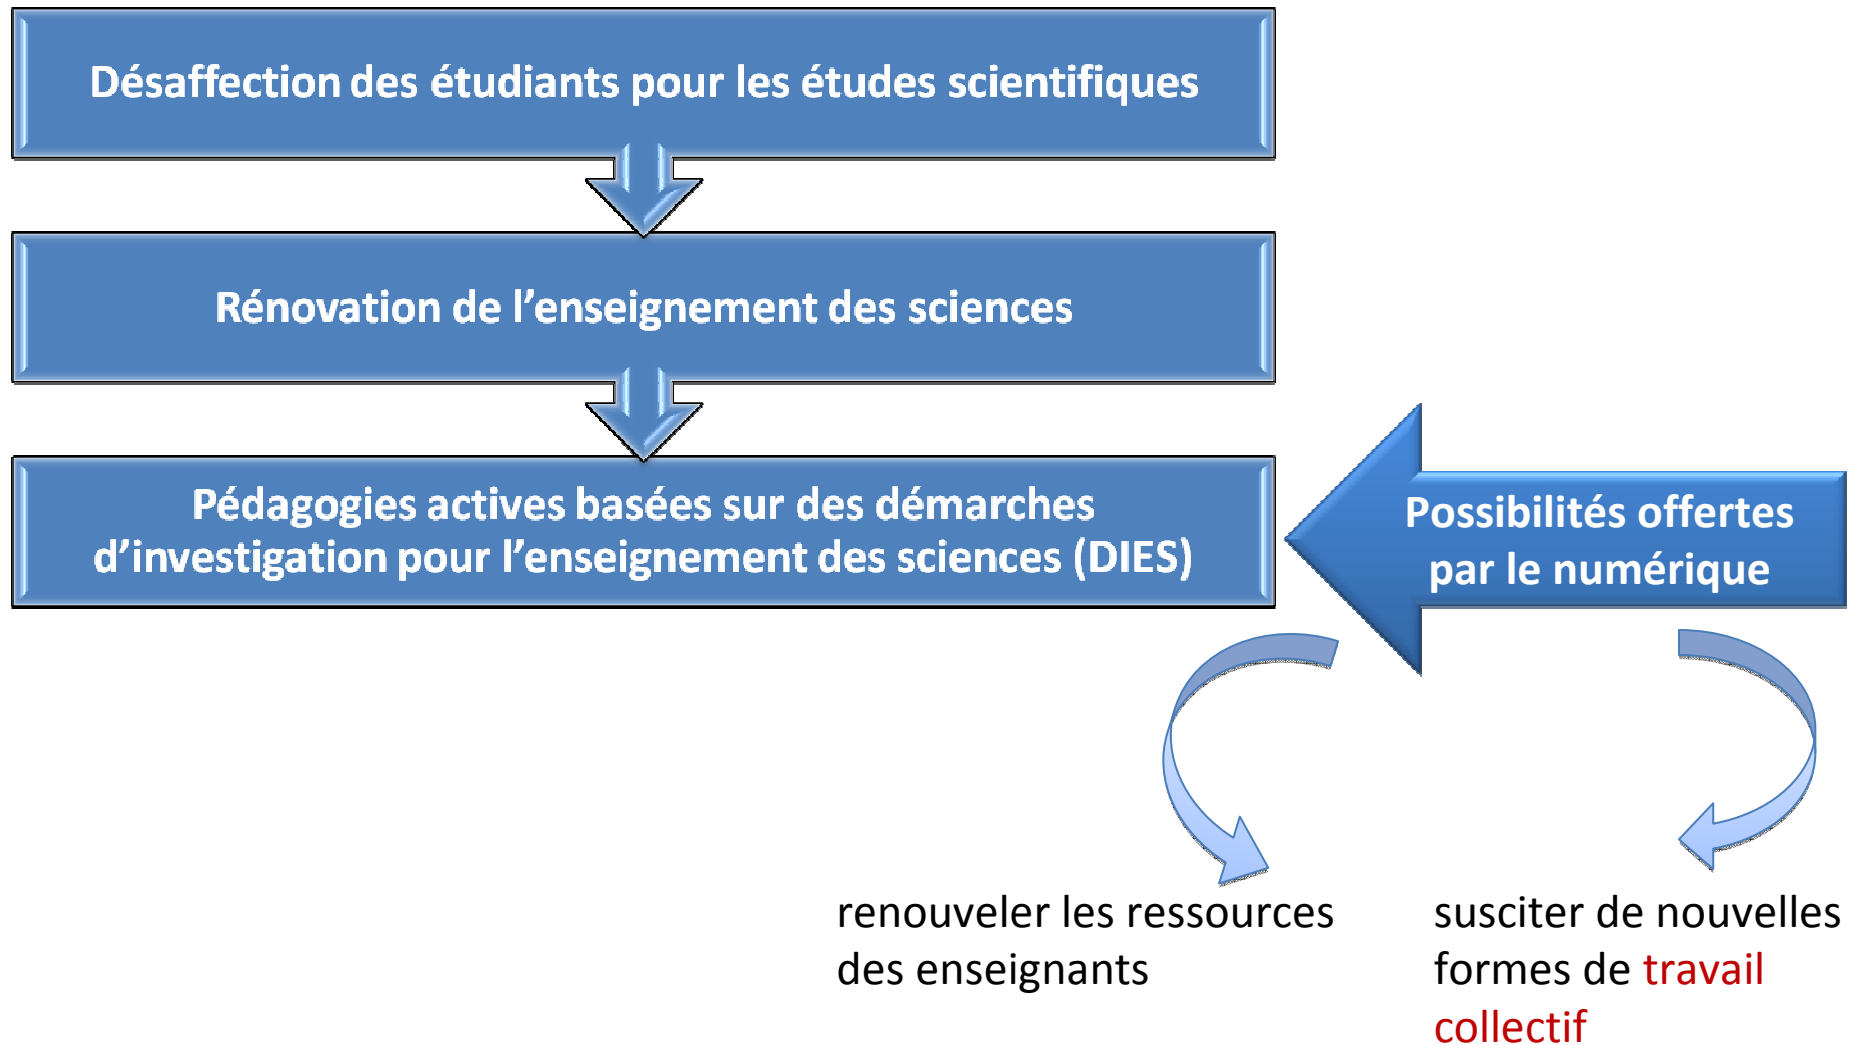 Désaffection des étudiants pour les études scientifiques
Rénovation de l’enseignement des sciences
Pédagogies actives basées sur des démarches
d’investigation pour l’enseignement des sciences (DIES)
Possibilités offertes
par le numérique
renouveler les ressources
des enseignants
susciter de nouvelles
formes de travail
collectif